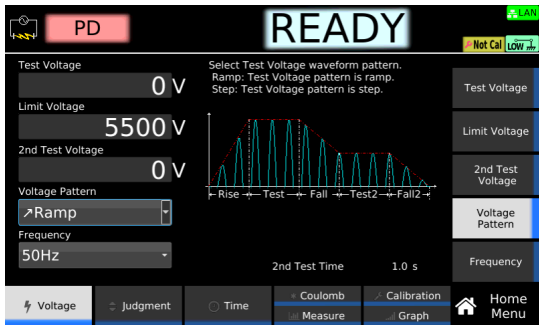 PD
READY
LAN
Not Cal
LOW
Test Voltage
0 V
Limit Voltage
5500 V
2nd Test Voltage
0 V
Voltage Pattern
↗Ramp
Frequency
50Hz
Select Test Voltage waveform
pattern.
Ramp: Test Voltage pattern is
ramp.
Step: Test Voltage pattern is step.
Rise
Test
Fall
Test2
Fall2
2nd Test Time 1.0 s
Test Voltage
Limit Voltage
2nd Test
Voltage
Voltage
Pattern
Frequency
Voltage
Judgment
Time
Coulomb
Measure
Calibration
Graph
Home
Menu